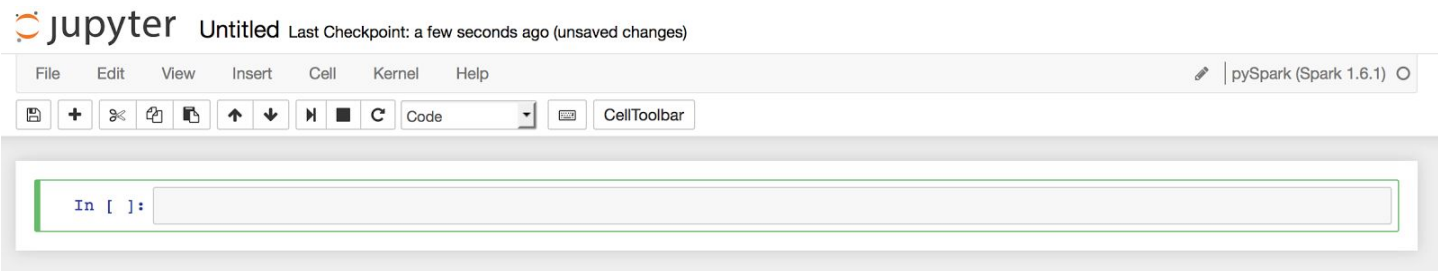 jupyter Untitled Last Checkpoint: a few seconds ago (unsaved changes)
File Edit View Insert Cell Kernel Help pySpark (Spark 1.6.1)
Code CellToolbar
In [ ]: